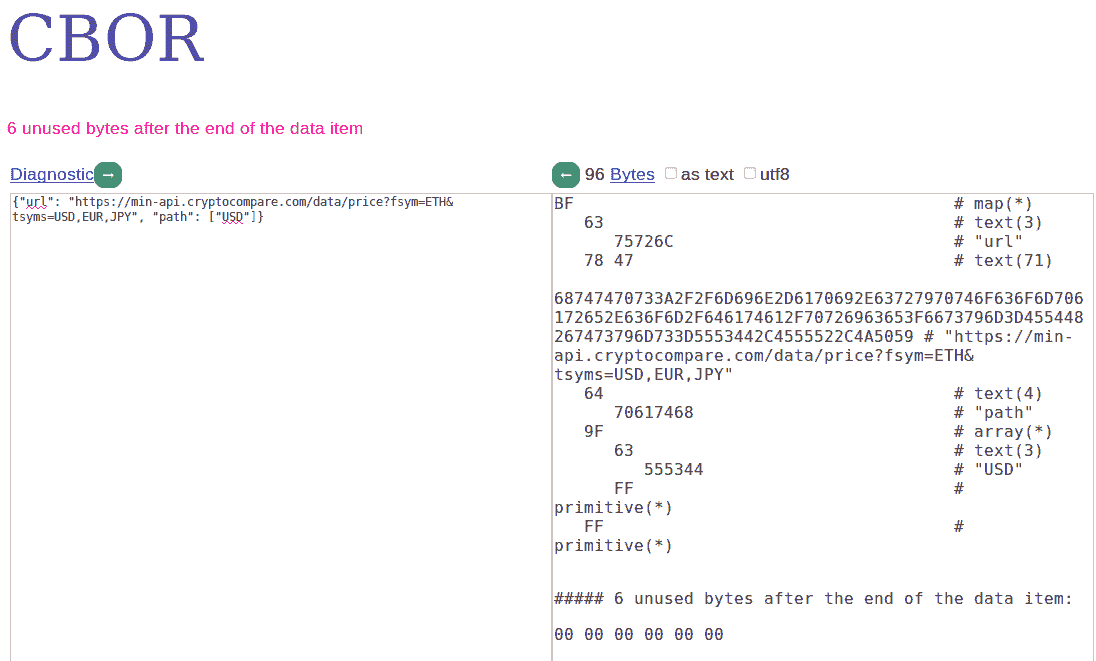 CBOR
6 unused bytes after the end of the data item
Diagnostic →
← 96 Bytes as text utf8
{"url": "https://min-api.cryptocompare.com/data/price?fsym=ETH&
tsyms=USD,EUR,JPY", "path": ["USD"]}
BF # map(*)
63 # text(3)
75726C # "url"
78 47 # text(71)
68747470733A2F2F6D696E2D6170692E63727970746F636F6D706
172652E636F6D2F646174612F70726963653F6673796D3D455448
267473796D733D5553442C4555522C4A5059 # "https://min-
api.cryptocompare.com/data/price?fsym=ETH&
tsyms=USD,EUR,JPY"
64 # text(4)
70617468 # "path"
9F # array(*)
63 # text(3)
555344 # "USD"
FF #
primitive(*)
FF #
primitive(*)
##### 6 unused bytes after the end of the data item:
00 00 00 00 00 00